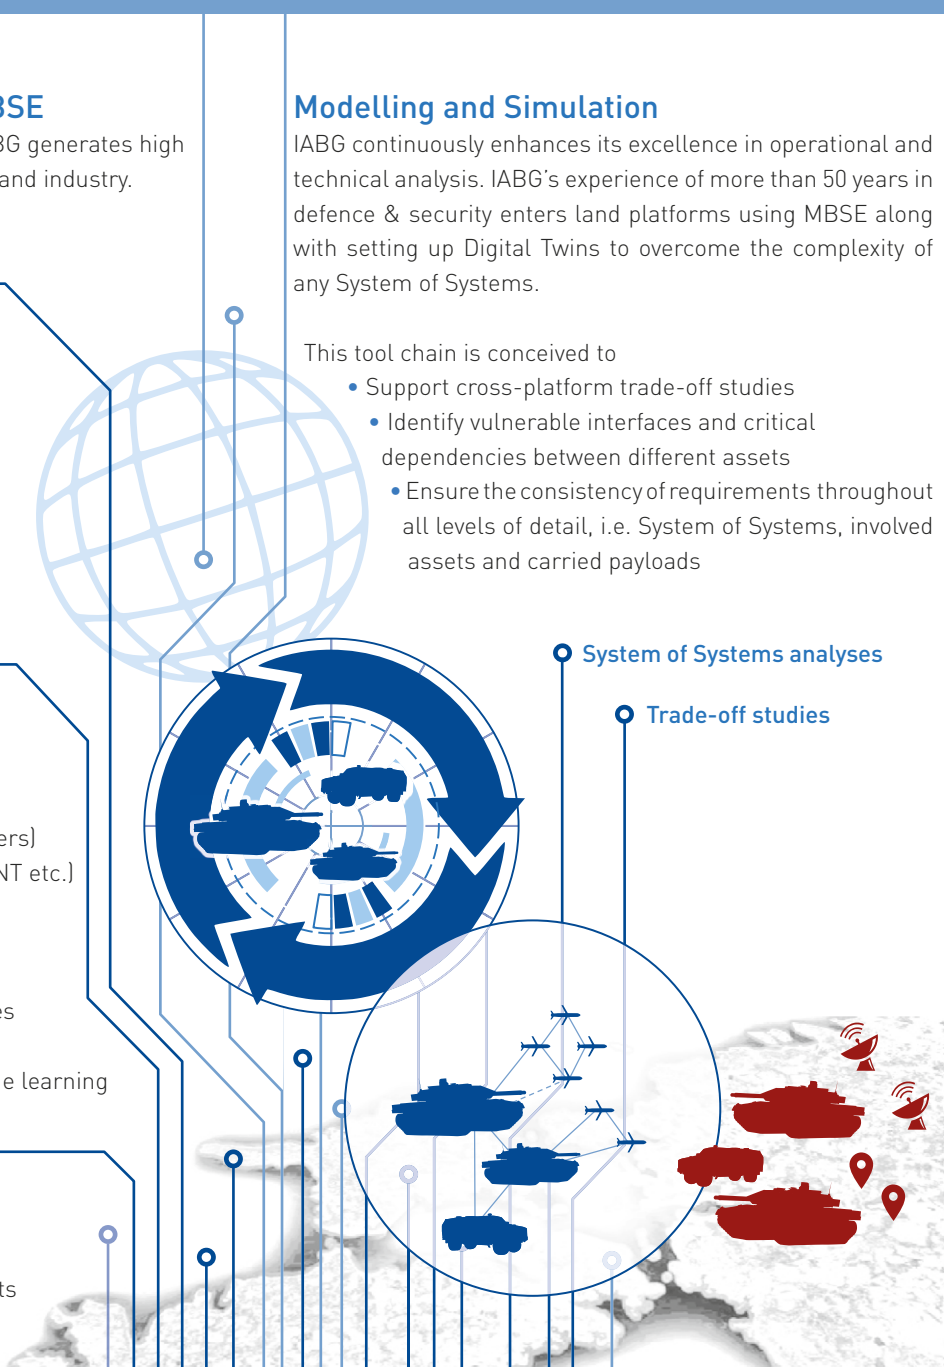 BSE
BG generates high
and industry.
ers)
NT etc.)
es
e learning
ts
Modelling and Simulation
IABG continuously enhances its excellence in operational and
technical analysis. IABG’s experience of more than 50 years in
defence & security enters land platforms using MBSE along
with setting up Digital Twins to overcome the complexity of
any System of Systems.
This tool chain is conceived to
• Support cross-platform trade-off studies
• Identify vulnerable interfaces and critical
dependencies between different assets
• Ensure the consistency of requirements throughout
all levels of detail, i.e. System of Systems, involved
assets and carried payloads
System of Systems analyses
Trade-off studies